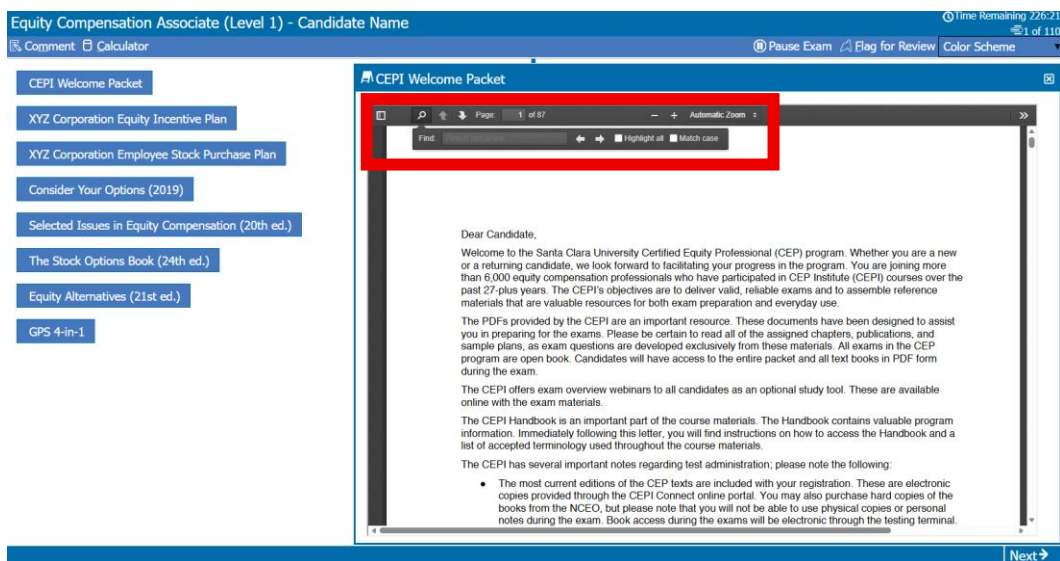 Equity Compensation Associate (Level 1) - Candidate Name
Time Remaining 226:21
1 of 110
Comment Calculator
Pause Exam Flag for Review Color Scheme
CEPI Welcome Packet
XYZ Corporation Equity Incentive Plan
XYZ Corporation Employee Stock Purchase Plan
Consider Your Options (2019)
Selected Issues in Equity Compensation (20th ed.)
The Stock Options Book (24th ed.)
Equity Alternatives (21st ed.)
GPS 4-in-1
CEPI Welcome Packet
Page: 1 of 87 − + Automatic Zoom
Find: Highlight all Match case
Dear Candidate,
Welcome to the Santa Clara University Certified Equity Professional (CEP) program. Whether you are a new
or a returning candidate, we look forward to facilitating your progress in the program. You are joining more
than 6,000 equity compensation professionals who have participated in CEP Institute (CEPI) courses over the
past 27-plus years. The CEPI's objectives are to deliver valid, reliable exams and to assemble reference
materials that are valuable resources for both exam preparation and everyday use.
The PDFs provided by the CEPI are an important resource. These documents have been designed to assist
you in preparing for the exams. Please be certain to read all of the assigned chapters, publications, and
sample plans, as exam questions are developed exclusively from these materials. All exams in the CEP
program are open book. Candidates will have access to the entire packet and all text books in PDF form
during the exam.
The CEPI offers exam overview webinars to all candidates as an optional study tool. These are available
online with the exam materials.
The CEPI Handbook is an important part of the course materials. The Handbook contains valuable program
information. Immediately following this letter, you will find instructions on how to access the Handbook and a
list of accepted terminology used throughout the course materials.
The CEPI has several important notes regarding test administration; please note the following:
• The most current editions of the CEP texts are included with your registration. These are electronic
copies provided through the CEPI Connect online portal. You may also purchase hard copies of the
books from the NCEO, but please note that you will not be able to use physical copies or personal
notes during the exam. Book access during the exams will be electronic through the testing terminal.
Next